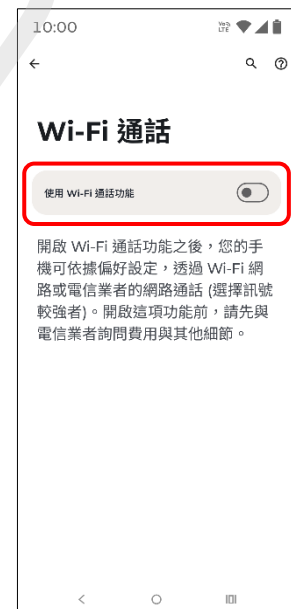 10:00
VoD LTE
Wi-Fi 通話
使用 Wi-Fi 通話功能
開啟 Wi-Fi 通話功能之後，您的手
機可依據偏好設定，透過 Wi-Fi 網
路或電信業者的網路通話 (選擇訊號
較強者)。開啟這項功能前，請先與
電信業者詢問費用與其他細節。